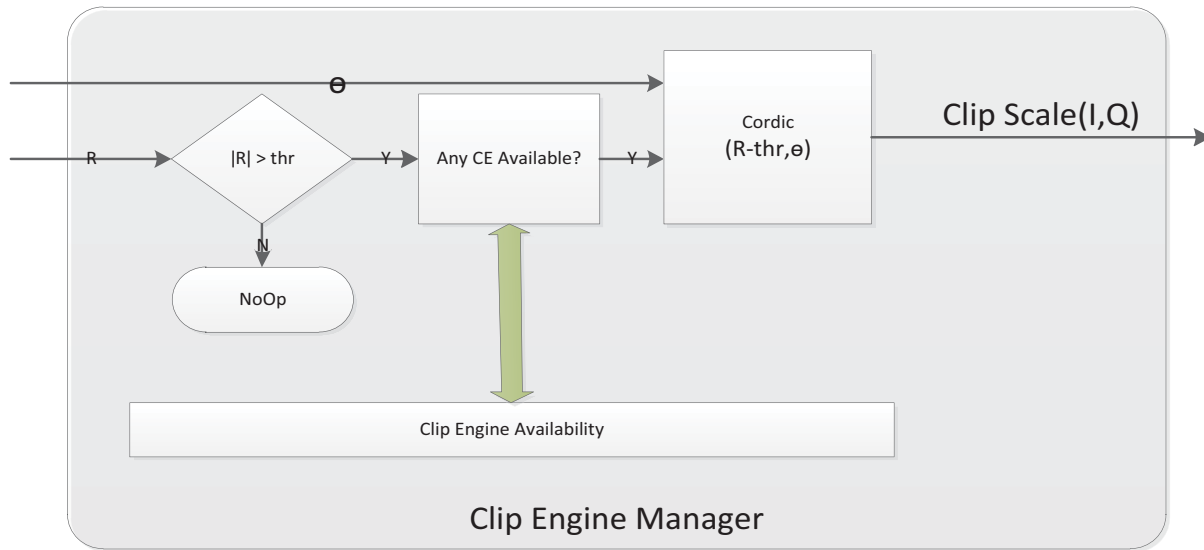 ɵ
Cordic
(R-thr,ɵ)
Clip Scale(I,Q)
R
|R| > thr
Y
Any CE Available?
Y
N
NoOp
Clip Engine Availability
Clip Engine Manager